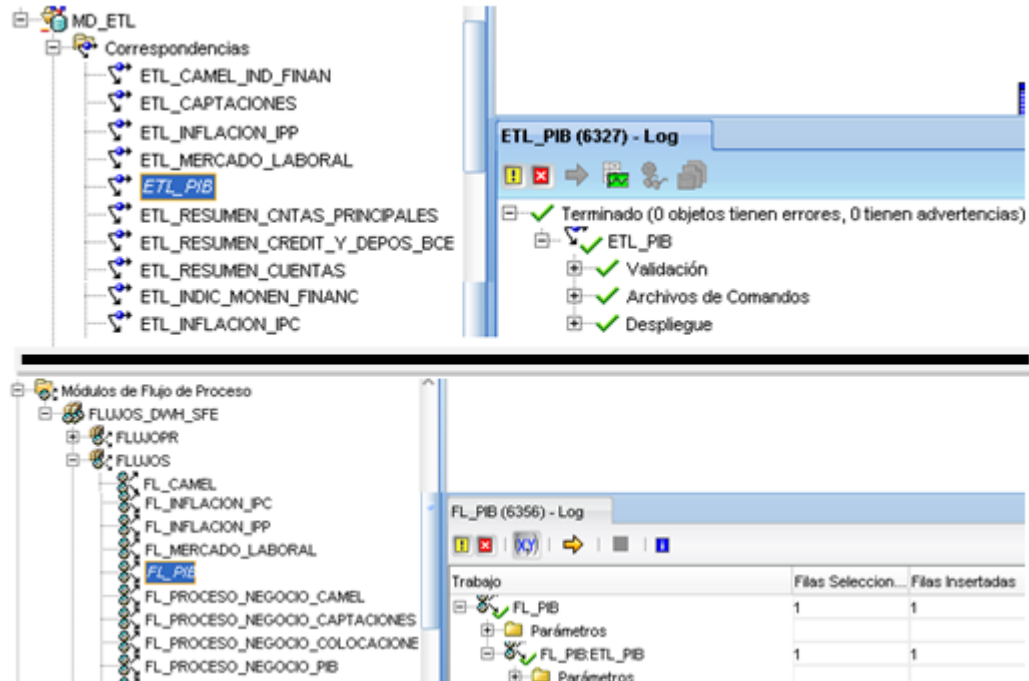 MD_ETL
Correspondencias
ETL_CAMEL_IND_FINAN
ETL_CAPTACIONES
ETL_INFLACION_IPP
ETL_MERCADO_LABORAL
ETL_PIB
ETL_RESUMEN_CNTAS_PRINCIPALES
ETL_RESUMEN_CREDIT_Y_DEPOS_BCE
ETL_RESUMEN_CUENTAS
ETL_INDIC_MONEN_FINANC
ETL_INFLACION_IPC
ETL_PIB (6327) - Log
Terminado (0 objetos tienen errores, 0 tienen advertencias)
ETL_PIB
Validación
Archivos de Comandos
Despliegue
Módulos de Flujo de Proceso
FLUJOS_DWH_SFE
FLUJOPR
FLUJOS
FL_CAMEL
FL_INFLACION_IPC
FL_INFLACION_IPP
FL_MERCADO_LABORAL
FL_PIB
FL_PROCESO_NEGOCIO_CAMEL
FL_PROCESO_NEGOCIO_CAPTACIONES
FL_PROCESO_NEGOCIO_COLOCACIONE
FL_PROCESO_NEGOCIO_PIB
FL_PIB (6356) - Log
(X,Y)
Trabajo Filas Seleccion... Filas Insertadas
FL_PIB 1 1
Parámetros
FL_PIB:ETL_PIB 1 1
Parámetros